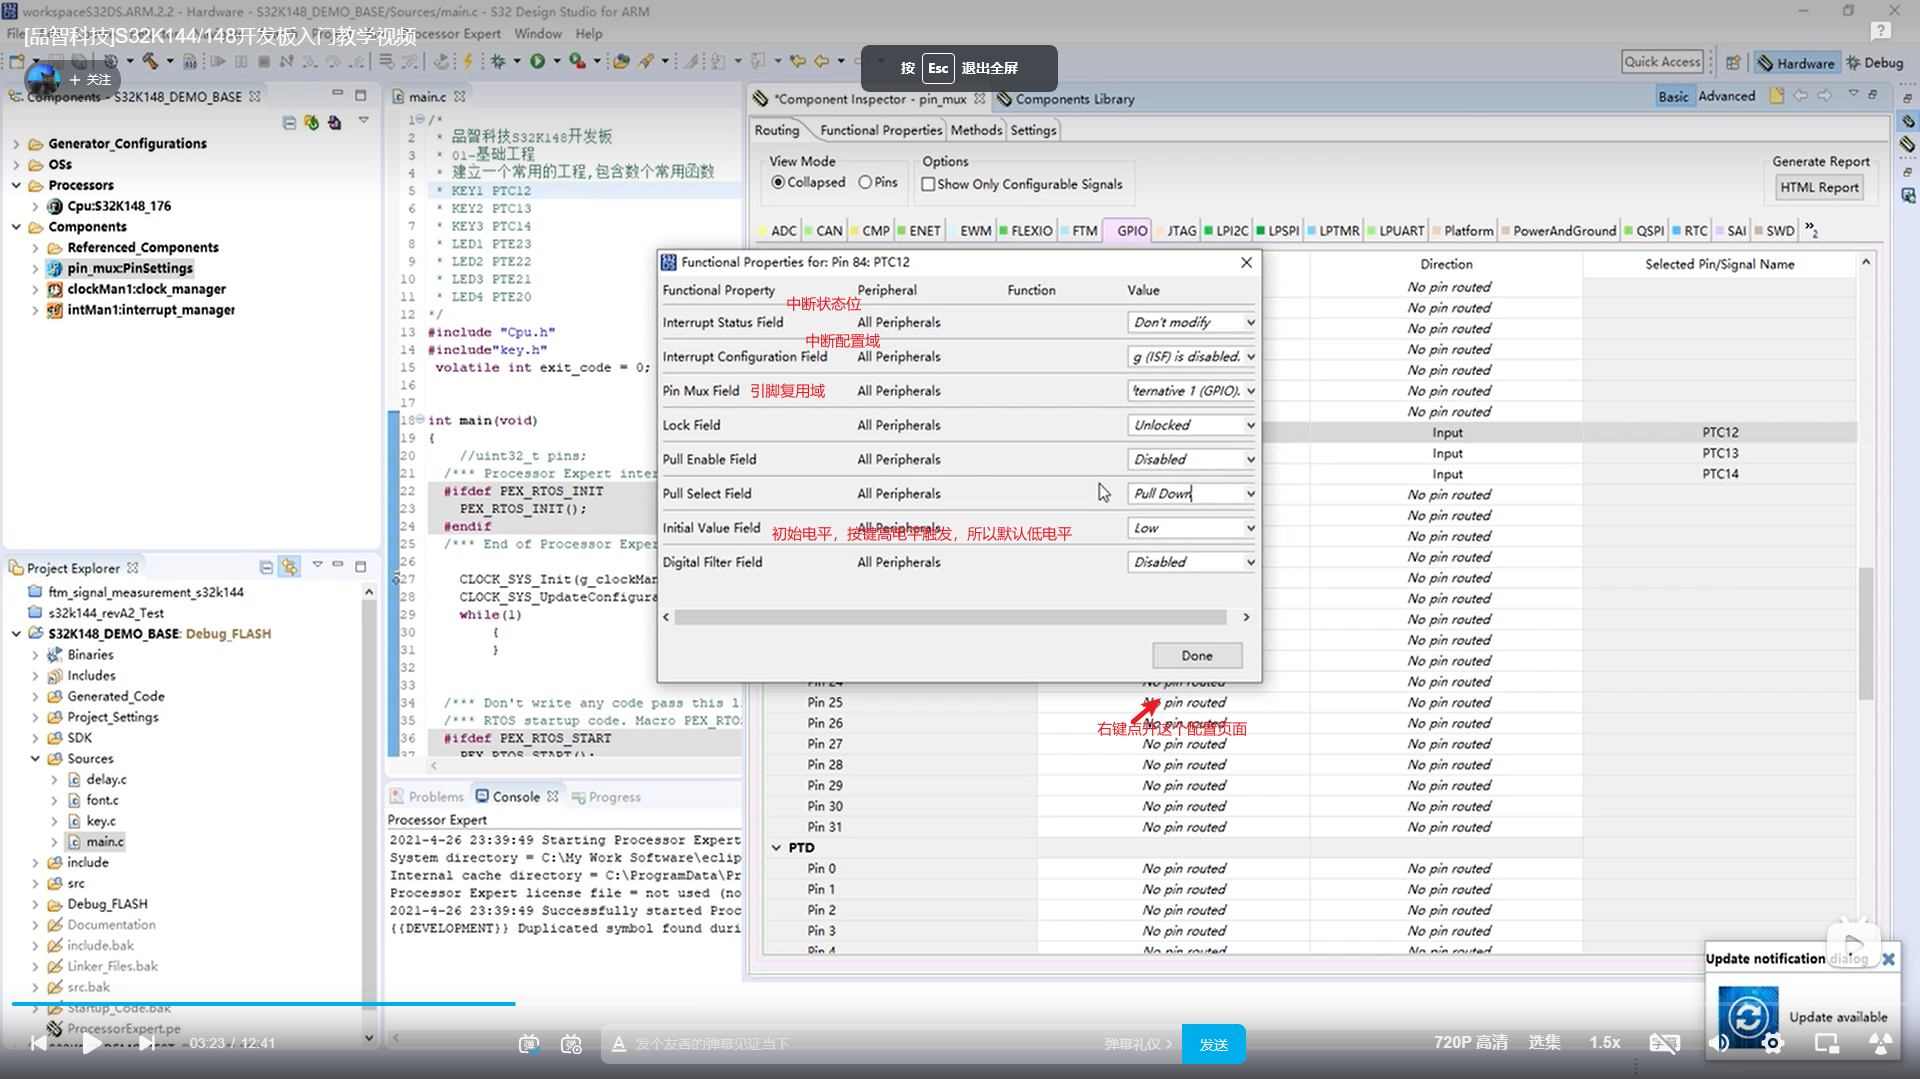 workspaceS32DS.ARM.2.2 - Hardware - S32K148_DEMO_BASE/Sources/main.c - S32 Design Studio for ARM
[品智科技]S32K144/148开发板入门教学视频
Processor Expert Window Help
+ 关注
按 Esc 退出全屏
Quick Access
Hardware
Debug
Components - S32K148_DEMO_BASE
Generator_Configurations
OSs
Processors
Cpu:S32K148_176
Components
Referenced_Components
pin_mux:PinSettings
clockMan1:clock_manager
intMan1:interrupt_manager
Project Explorer
ftm_signal_measurement_s32k144
s32k144_revA2_Test
S32K148_DEMO_BASE: Debug_FLASH
Binaries
Includes
Generated_Code
Project_Settings
SDK
Sources
delay.c
font.c
key.c
main.c
include
src
Debug_FLASH
Documentation
include.bak
Linker_Files.bak
src.bak
Startup_Code.bak
ProcessorExpert.pe
main.c
1 /*
2 * 品智科技S32K148开发板
3 * 01-基础工程
4 * 建立一个常用的工程,包含数个常用函数
5 * KEY1 PTC12
6 * KEY2 PTC13
7 * KEY3 PTC14
8 * LED1 PTE23
9 * LED2 PTE22
10 * LED3 PTE21
11 * LED4 PTE20
12 */
13 #include "Cpu.h"
14 #include"key.h"
15 volatile int exit_code = 0;
16
17
18 int main(void)
19 {
20 //uint32_t pins;
21 /*** Processor Expert inter
22 #ifdef PEX_RTOS_INIT
23 PEX_RTOS_INIT();
24 #endif
25 /*** End of Processor Exper
26
27 CLOCK_SYS_Init(g_clockMan
28 CLOCK_SYS_UpdateConfigura
29 while(1)
30 {
31 }
32
33
34 /*** Don't write any code pass this li
35 /*** RTOS startup code. Macro PEX_RTO
36 #ifdef PEX_RTOS_START
37 PEX_RTOS_START();
Problems Console Progress
Processor Expert
2021-4-26 23:39:49 Starting Processor Expert
System directory = C:\My Work Software\eclip
Internal cache directory = C:\ProgramData\Pr
Processor Expert license file = not used (no
2021-4-26 23:39:49 Successfully started Proc
{{DEVELOPMENT}} Duplicated symbol found duri
*Component Inspector - pin_mux
Components Library
Basic Advanced
Routing Functional Properties Methods Settings
View Mode
Collapsed Pins
Options
Show Only Configurable Signals
Generate Report
HTML Report
ADC CAN CMP ENET EWM FLEXIO FTM GPIO JTAG LPI2C LPSPI LPTMR LPUART Platform PowerAndGround QSPI RTC SAI SWD »2
Direction Selected Pin/Signal Name
No pin routed
No pin routed
No pin routed
No pin routed
No pin routed
No pin routed
No pin routed
Input PTC12
Input PTC13
Input PTC14
No pin routed
No pin routed
No pin routed
No pin routed
No pin routed
No pin routed
No pin routed
No pin routed
No pin routed
Pin 24 No pin routed No pin routed
Pin 25 No pin routed No pin routed
Pin 26 No pin routed No pin routed
Pin 27 No pin routed No pin routed
Pin 28 No pin routed No pin routed
Pin 29 No pin routed No pin routed
Pin 30 No pin routed No pin routed
Pin 31 No pin routed No pin routed
PTD
Pin 0 No pin routed No pin routed
Pin 1 No pin routed No pin routed
Pin 2 No pin routed No pin routed
Pin 3 No pin routed No pin routed
Pin 4 No pin routed No pin routed
Functional Properties for: Pin 84: PTC12
Functional Property Peripheral Function Value
中断状态位
Interrupt Status Field All Peripherals Don't modify
中断配置域
Interrupt Configuration Field All Peripherals g (ISF) is disabled.
Pin Mux Field 引脚复用域 All Peripherals ternative 1 (GPIO).
Lock Field All Peripherals Unlocked
Pull Enable Field All Peripherals Disabled
Pull Select Field All Peripherals Pull Down
Initial Value Field All Peripherals Low
初始电平，按键高电平触发，所以默认低电平
Digital Filter Field All Peripherals Disabled
Done
右键点开这个配置页面
Update notification dialog
Update available
03:23 / 12:41
发个友善的弹幕见证当下
弹幕礼仪 >
发送
720P 高清
选集
1.5x